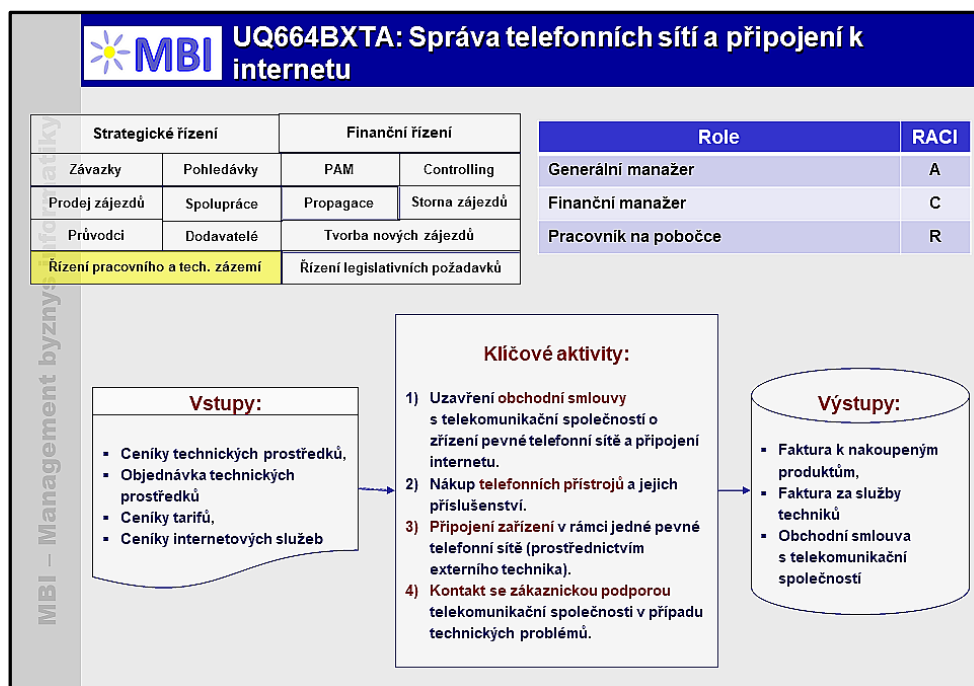 MBI
UQ664BXTA: Správa telefonních sítí a připojení k
internetu
MBI – Management byznys informatiky
Strategické řízení
Finanční řízení
Závazky
Pohledávky
PAM
Controlling
Prodej zájezdů
Spolupráce
Propagace
Storna zájezdů
Průvodci
Dodavatelé
Tvorba nových zájezdů
Řízení pracovního a tech. zázemí
Řízení legislativních požadavků
Role
RACI
Generální manažer
A
Finanční manažer
C
Pracovník na pobočce
R
Vstupy:
▪ Ceníky technických prostředků,
▪ Objednávka technických
prostředků
▪ Ceníky tarifů,
▪ Ceníky internetových služeb
Klíčové aktivity:
1) Uzavření obchodní smlouvy
s telekomunikační společností o
zřízení pevné telefonní sítě a připojení
internetu.
2) Nákup telefonních přístrojů a jejich
příslušenství.
3) Připojení zařízení v rámci jedné pevné
telefonní sítě (prostřednictvím
externího technika).
4) Kontakt se zákaznickou podporou
telekomunikační společnosti v případu
technických problémů.
Výstupy:
▪ Faktura k nakoupeným
produktům,
▪ Faktura za služby
techniků
▪ Obchodní smlouva
s telekomunikační
společností